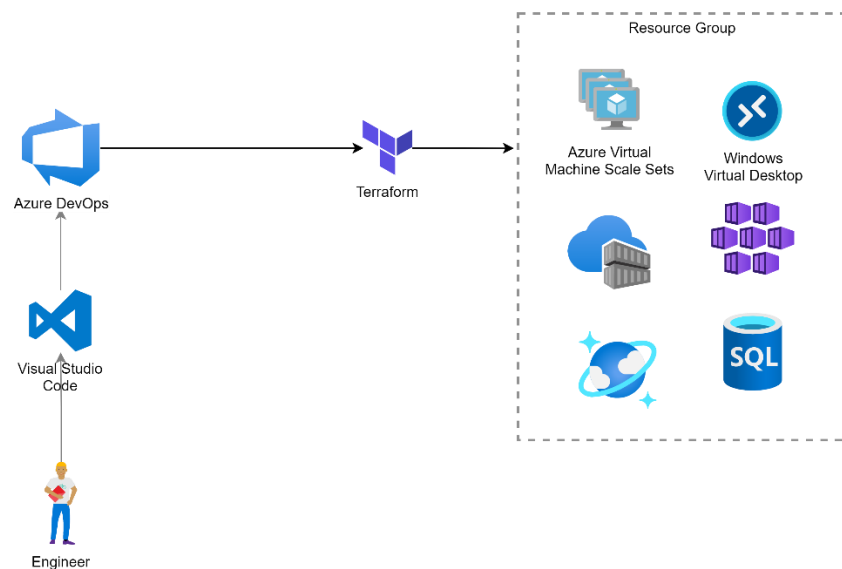 Resource Group
Azure Virtual
Machine Scale Sets
Windows
Virtual Desktop
Azure DevOps
Terraform
SQL
Visual Studio
Code
Engineer